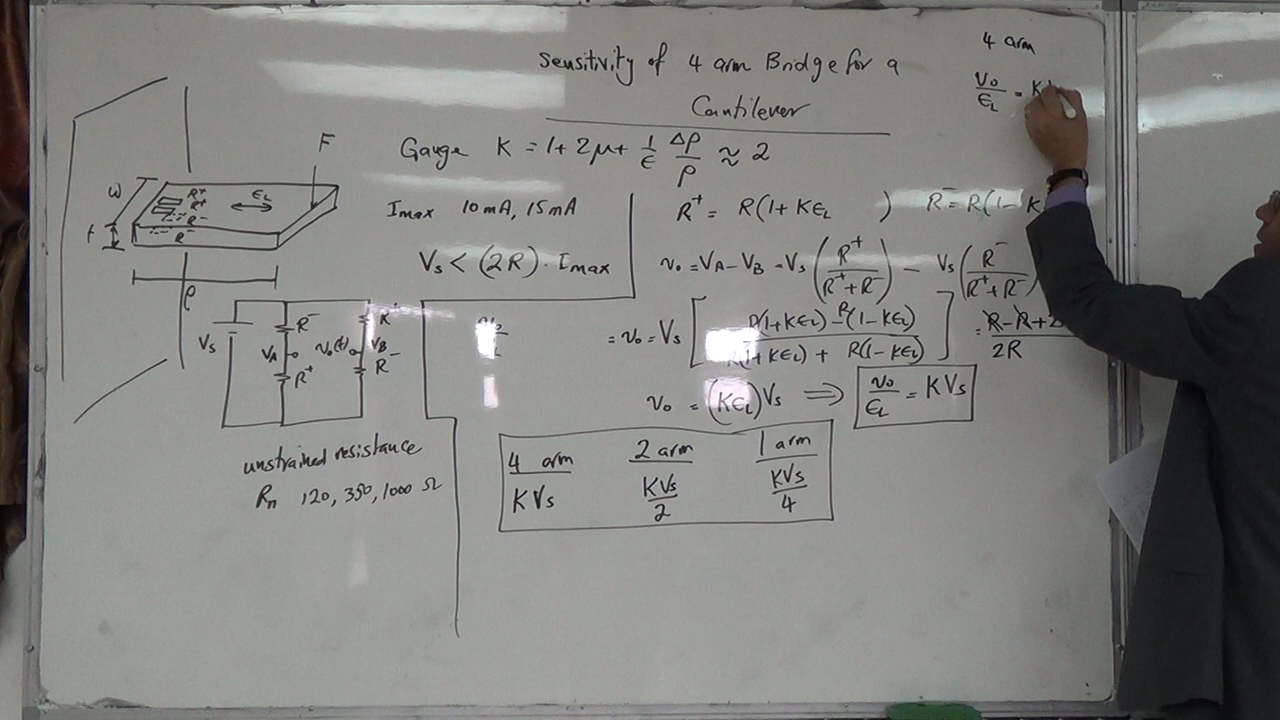 Sensitivity of 4 arm Bridge for a
Cantilever
4 arm
Vo/ϵL = K
Gauge K = 1 + 2μ + 1/ϵ Δρ/ρ ≈ 2
F
W
R+
R+
R-
R-
ϵL
t
l
Imax 10mA, 15mA
Vs < (2R) · Imax
R+ = R(1 + KϵL ) R- = R(1 - K
vo = VA - VB = Vs (R+/(R+ + R-)) - Vs (R-/(R+ + R-))
= vo = Vs [(R(1+KϵL) - R(1-KϵL))/(R(1+KϵL) + R(1-KϵL))] = R-R+2/2R
vo = (KϵL)Vs ⟹ vo/ϵL = KVs
Vs
R-
R
VA
vo(t)
VB
R+
R-
4 arm 2 arm 1 arm
KVs KVs/2 KVs/4
unstrained resistance
Rn 120, 350, 1000 Ω